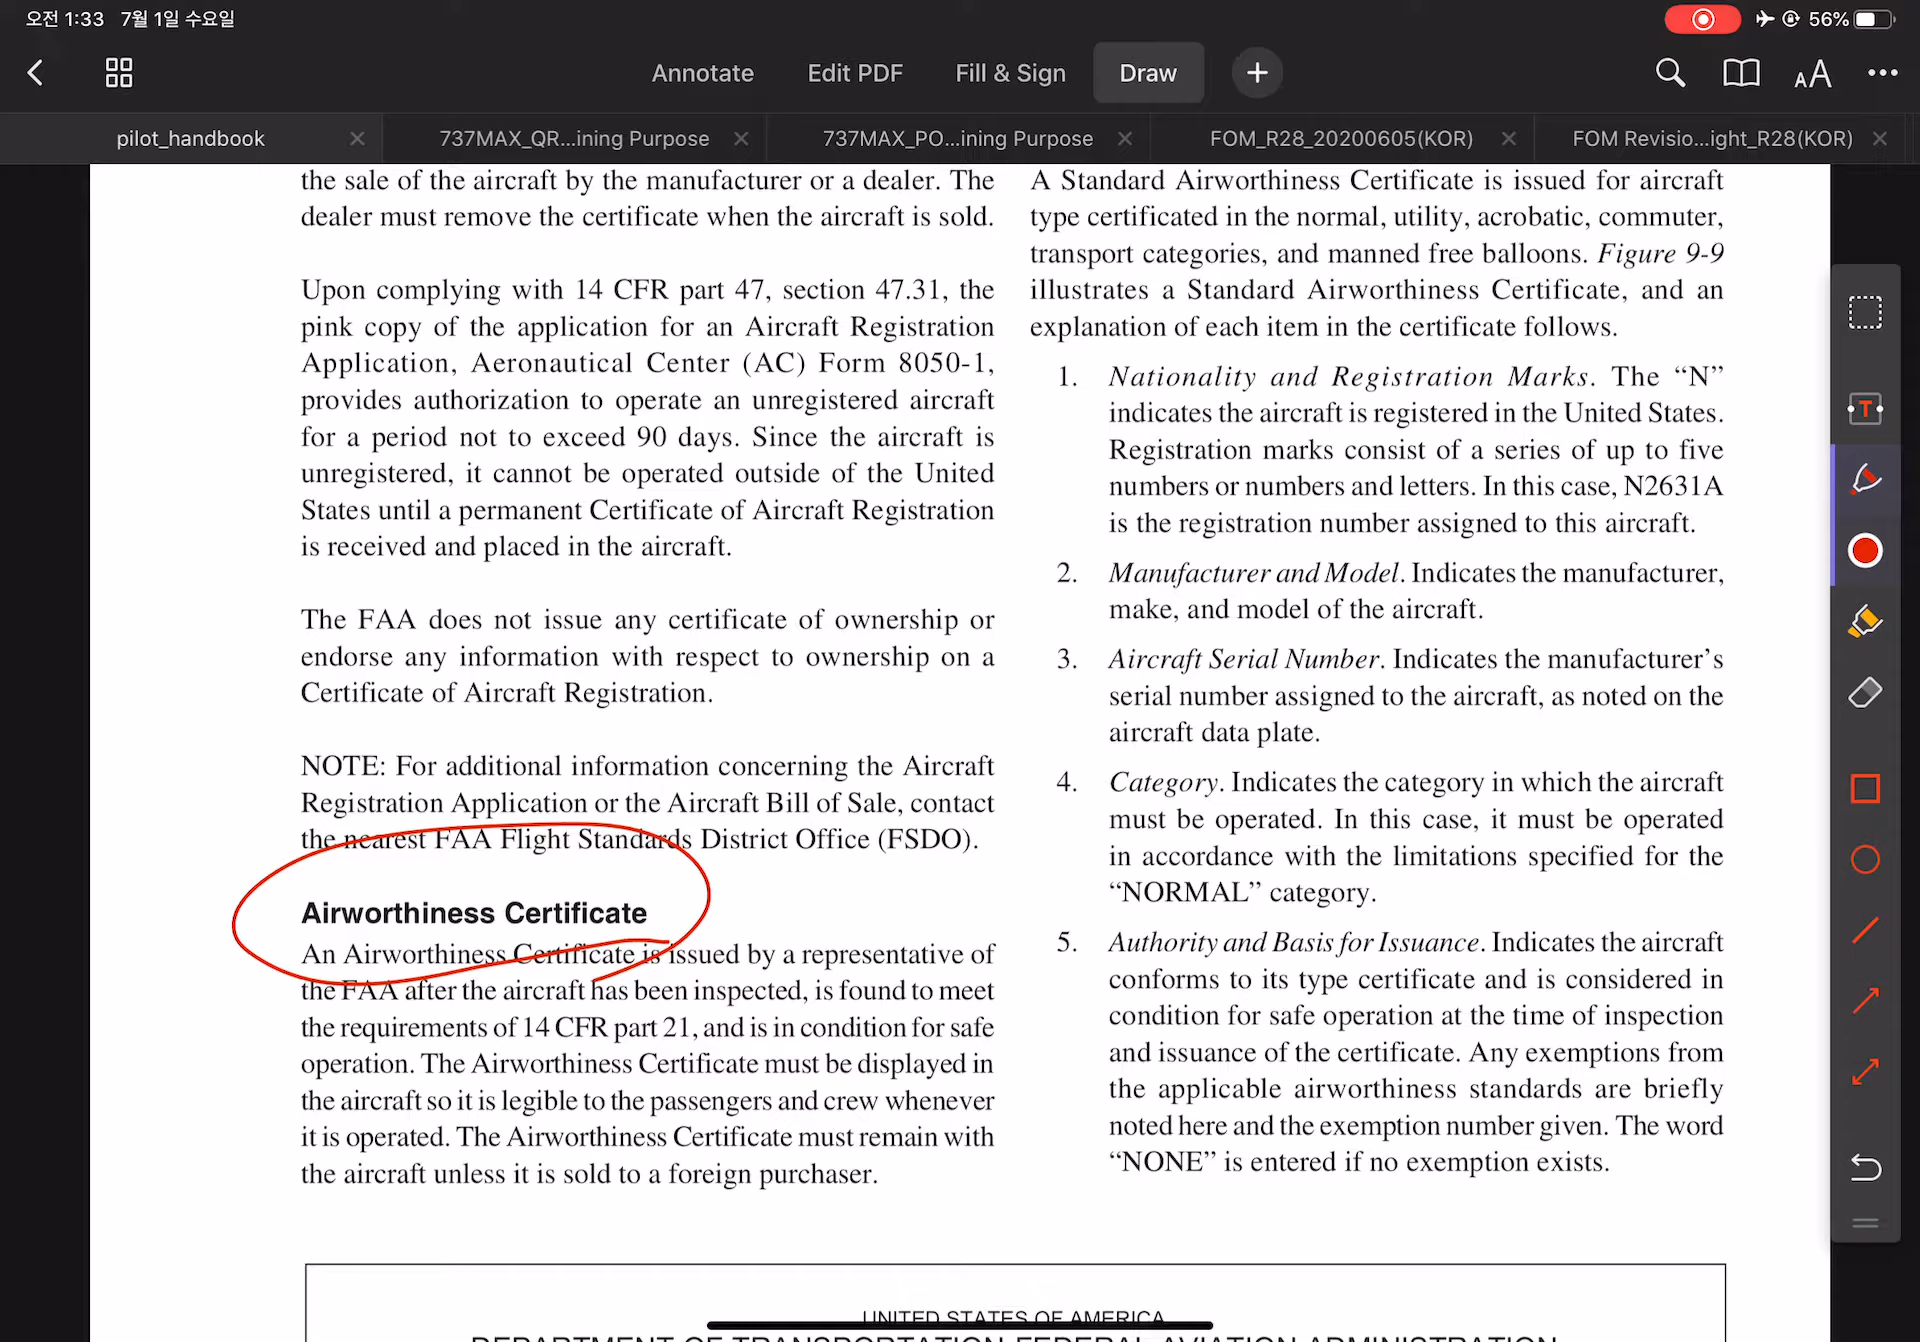 오전 1:33 7월 1일 수요일
56%
Annotate Edit PDF Fill & Sign Draw
AA
pilot_handbook
737MAX_QR...ining Purpose
737MAX_PO...ining Purpose
FOM_R28_20200605(KOR)
FOM Revisio...ight_R28(KOR)
the sale of the aircraft by the manufacturer or a dealer. The
dealer must remove the certificate when the aircraft is sold.
Upon complying with 14 CFR part 47, section 47.31, the
pink copy of the application for an Aircraft Registration
Application, Aeronautical Center (AC) Form 8050-1,
provides authorization to operate an unregistered aircraft
for a period not to exceed 90 days. Since the aircraft is
unregistered, it cannot be operated outside of the United
States until a permanent Certificate of Aircraft Registration
is received and placed in the aircraft.
The FAA does not issue any certificate of ownership or
endorse any information with respect to ownership on a
Certificate of Aircraft Registration.
NOTE: For additional information concerning the Aircraft
Registration Application or the Aircraft Bill of Sale, contact
the nearest FAA Flight Standards District Office (FSDO).
Airworthiness Certificate
An Airworthiness Certificate is issued by a representative of
the FAA after the aircraft has been inspected, is found to meet
the requirements of 14 CFR part 21, and is in condition for safe
operation. The Airworthiness Certificate must be displayed in
the aircraft so it is legible to the passengers and crew whenever
it is operated. The Airworthiness Certificate must remain with
the aircraft unless it is sold to a foreign purchaser.
A Standard Airworthiness Certificate is issued for aircraft
type certificated in the normal, utility, acrobatic, commuter,
transport categories, and manned free balloons. Figure 9-9
illustrates a Standard Airworthiness Certificate, and an
explanation of each item in the certificate follows.
1. Nationality and Registration Marks. The “N”
indicates the aircraft is registered in the United States.
Registration marks consist of a series of up to five
numbers or numbers and letters. In this case, N2631A
is the registration number assigned to this aircraft.
2. Manufacturer and Model. Indicates the manufacturer,
make, and model of the aircraft.
3. Aircraft Serial Number. Indicates the manufacturer’s
serial number assigned to the aircraft, as noted on the
aircraft data plate.
4. Category. Indicates the category in which the aircraft
must be operated. In this case, it must be operated
in accordance with the limitations specified for the
“NORMAL” category.
5. Authority and Basis for Issuance. Indicates the aircraft
conforms to its type certificate and is considered in
condition for safe operation at the time of inspection
and issuance of the certificate. Any exemptions from
the applicable airworthiness standards are briefly
noted here and the exemption number given. The word
“NONE” is entered if no exemption exists.
T
UNITED STATES OF AMERICA
DEPARTMENT OF TRANSPORTATION-FEDERAL AVIATION ADMINISTRATION